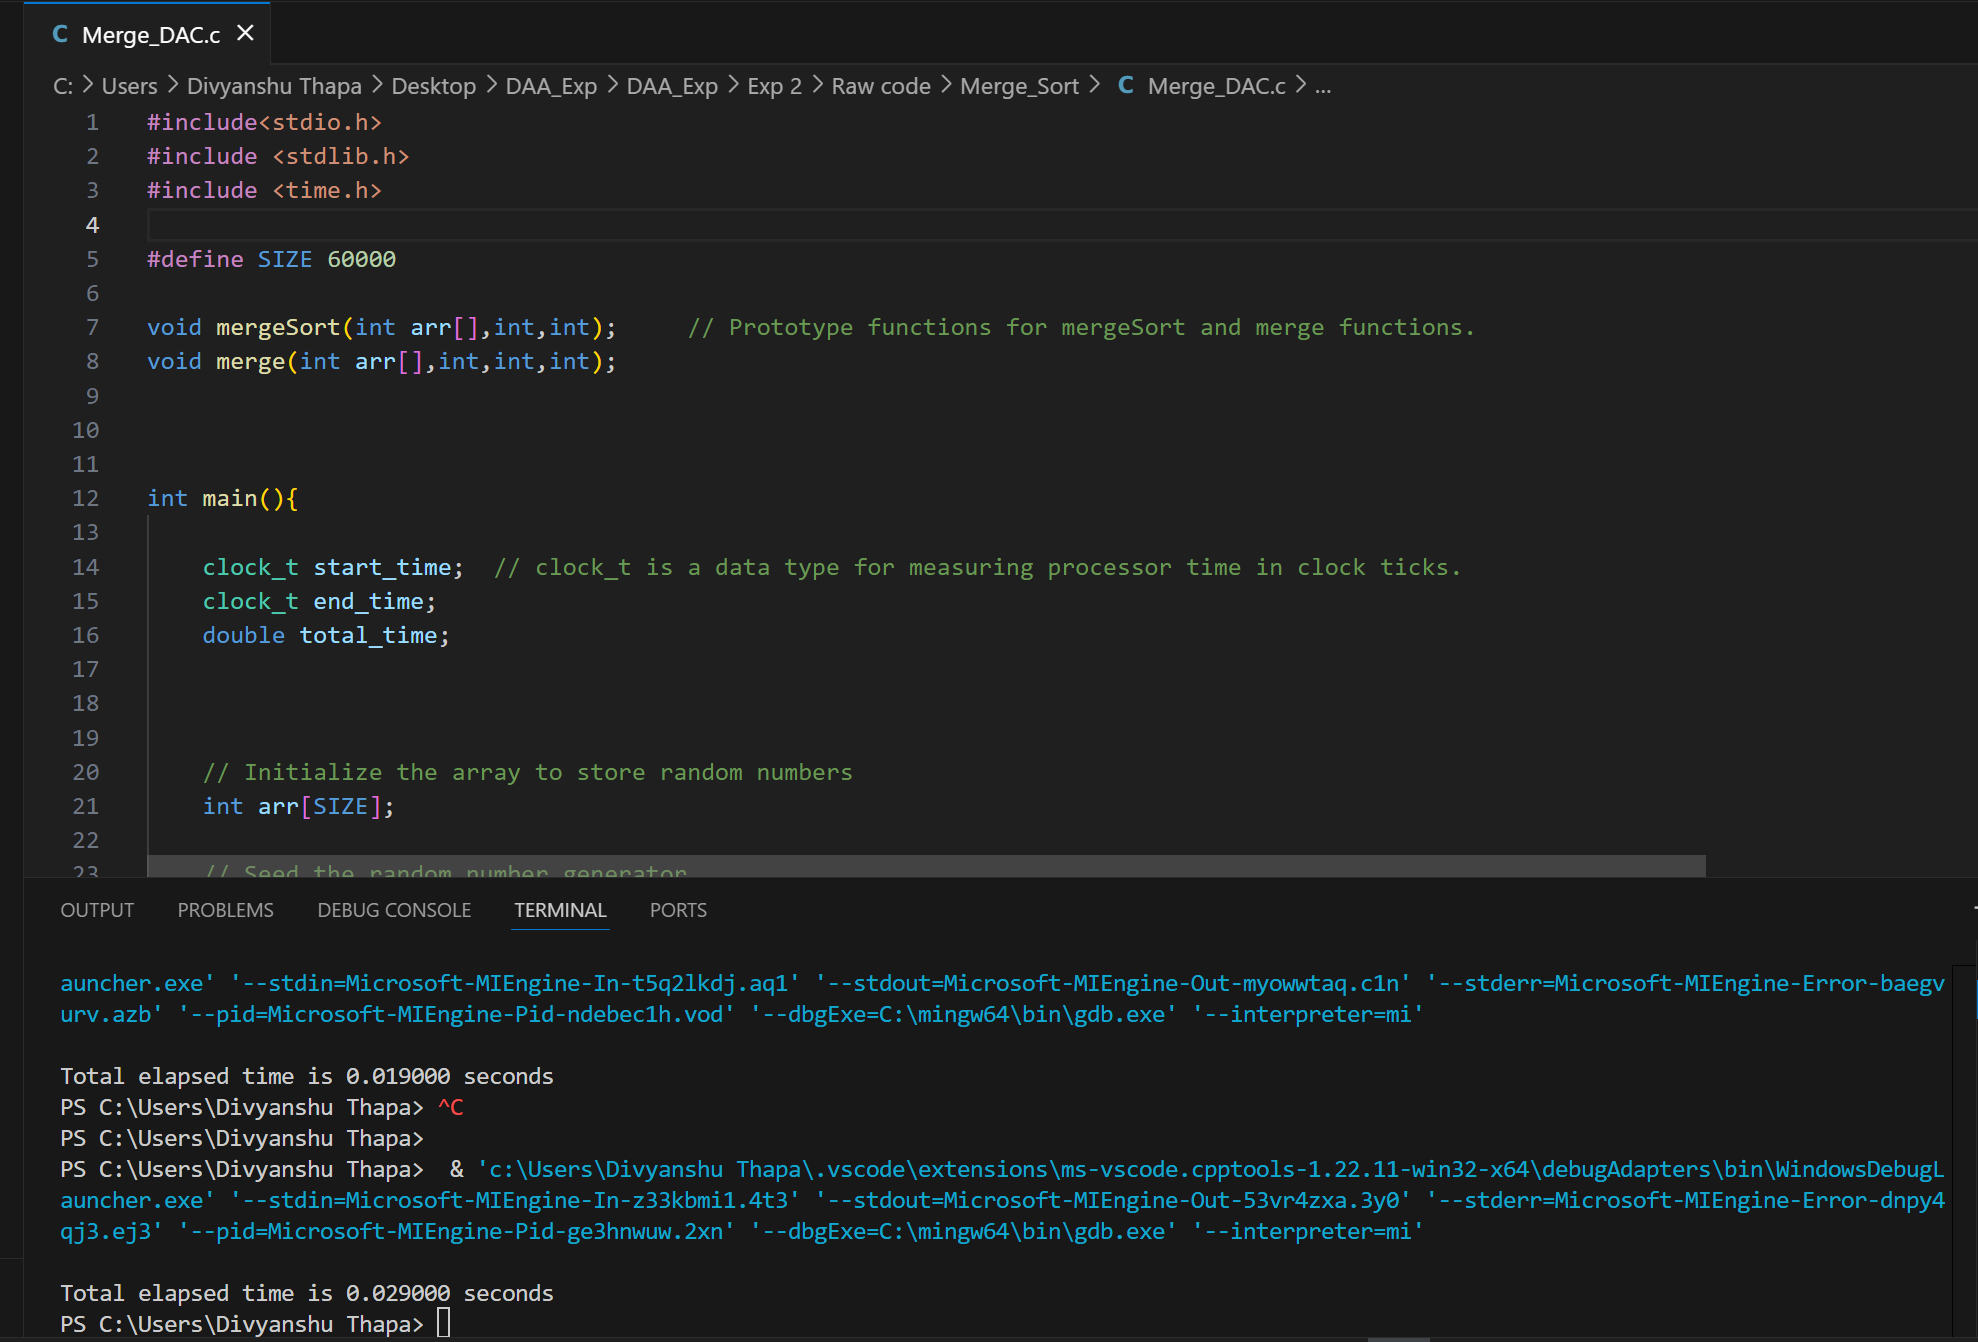 C Merge_DAC.c ×
C: > Users > Divyanshu Thapa > Desktop > DAA_Exp > DAA_Exp > Exp 2 > Raw code > Merge_Sort > C Merge_DAC.c > ...
1 #include<stdio.h>
2 #include <stdlib.h>
3 #include <time.h>
4
5 #define SIZE 60000
6
7 void mergeSort(int arr[],int,int);     // Prototype functions for mergeSort and merge functions.
8 void merge(int arr[],int,int,int);
9
10
11
12 int main(){
13
14     clock_t start_time;  // clock_t is a data type for measuring processor time in clock ticks.
15     clock_t end_time;
16     double total_time;
17
18
19
20     // Initialize the array to store random numbers
21     int arr[SIZE];
22
23     // Seed the random number generator
OUTPUT PROBLEMS DEBUG CONSOLE TERMINAL PORTS
auncher.exe' '--stdin=Microsoft-MIEngine-In-t5q2lkdj.aq1' '--stdout=Microsoft-MIEngine-Out-myowwtaq.c1n' '--stderr=Microsoft-MIEngine-Error-baegv
urv.azb' '--pid=Microsoft-MIEngine-Pid-ndebec1h.vod' '--dbgExe=C:\mingw64\bin\gdb.exe' '--interpreter=mi'
Total elapsed time is 0.019000 seconds
PS C:\Users\Divyanshu Thapa> ^C
PS C:\Users\Divyanshu Thapa>
PS C:\Users\Divyanshu Thapa>  & 'c:\Users\Divyanshu Thapa\.vscode\extensions\ms-vscode.cpptools-1.22.11-win32-x64\debugAdapters\bin\WindowsDebugL
auncher.exe' '--stdin=Microsoft-MIEngine-In-z33kbmi1.4t3' '--stdout=Microsoft-MIEngine-Out-53vr4zxa.3y0' '--stderr=Microsoft-MIEngine-Error-dnpy4
qj3.ej3' '--pid=Microsoft-MIEngine-Pid-ge3hnwuw.2xn' '--dbgExe=C:\mingw64\bin\gdb.exe' '--interpreter=mi'
Total elapsed time is 0.029000 seconds
PS C:\Users\Divyanshu Thapa>